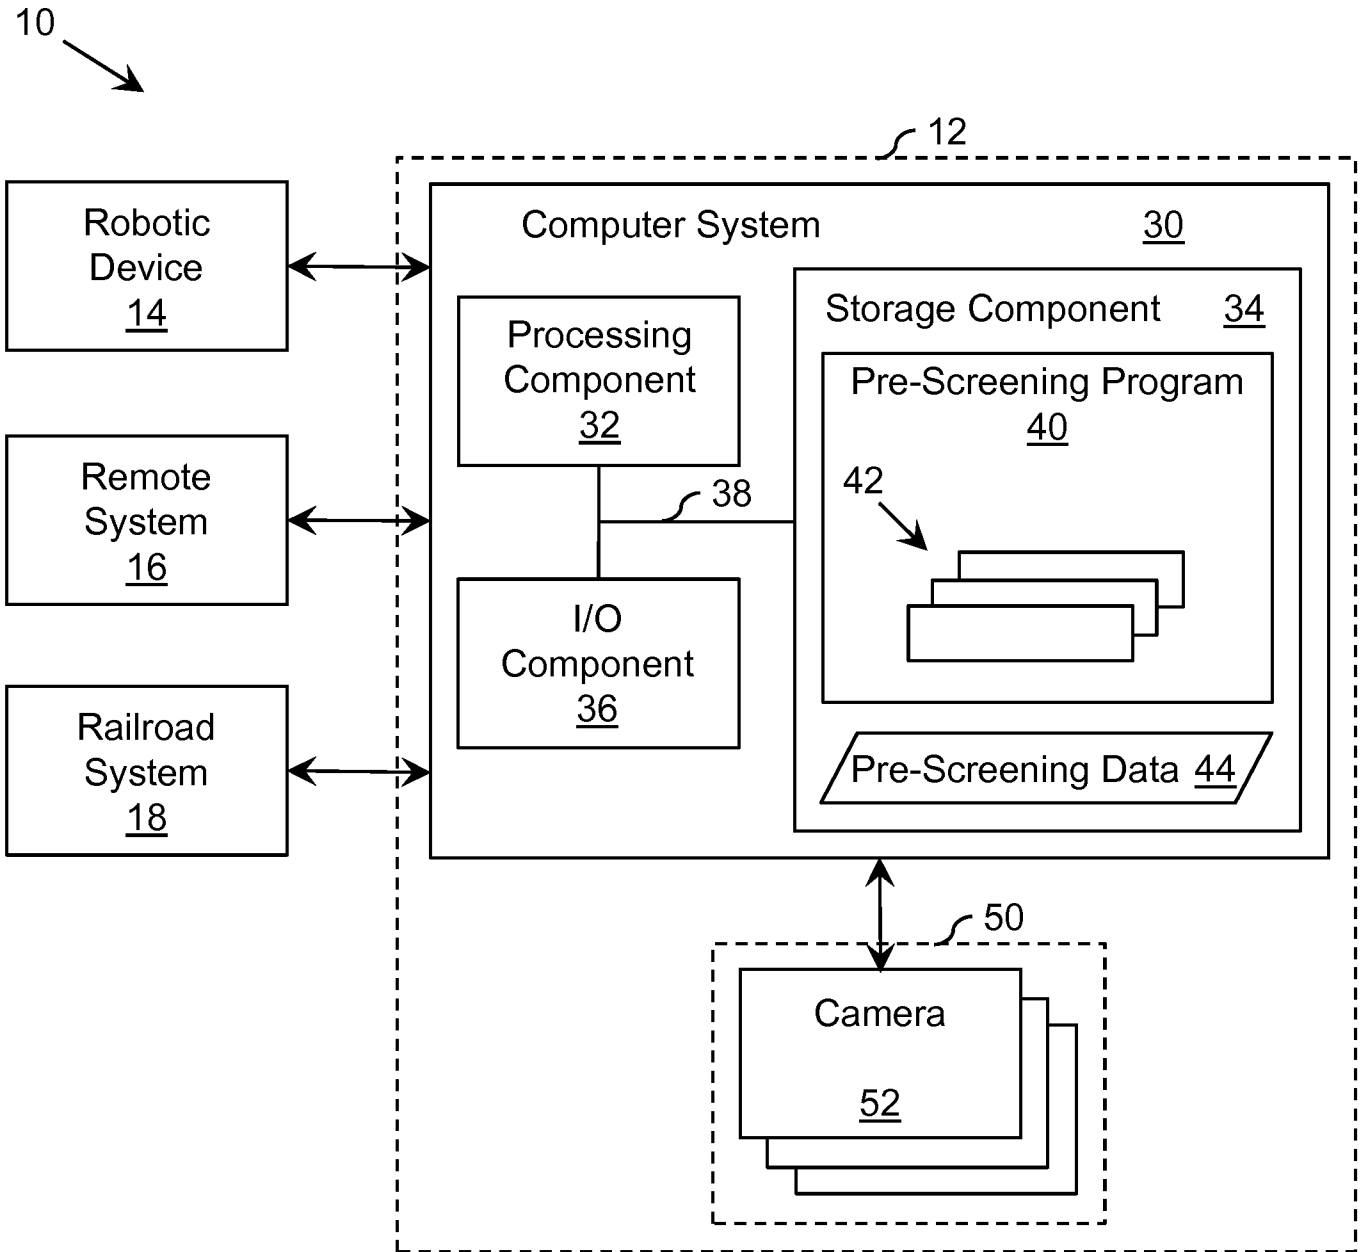 10
12
Robotic
Device
14
Computer System 30
Processing
Component
32
Storage Component 34
Pre-Screening Program
40
42
Remote
System
16
38
I/O
Component
36
Railroad
System
18
Pre-Screening Data 44
50
Camera
52